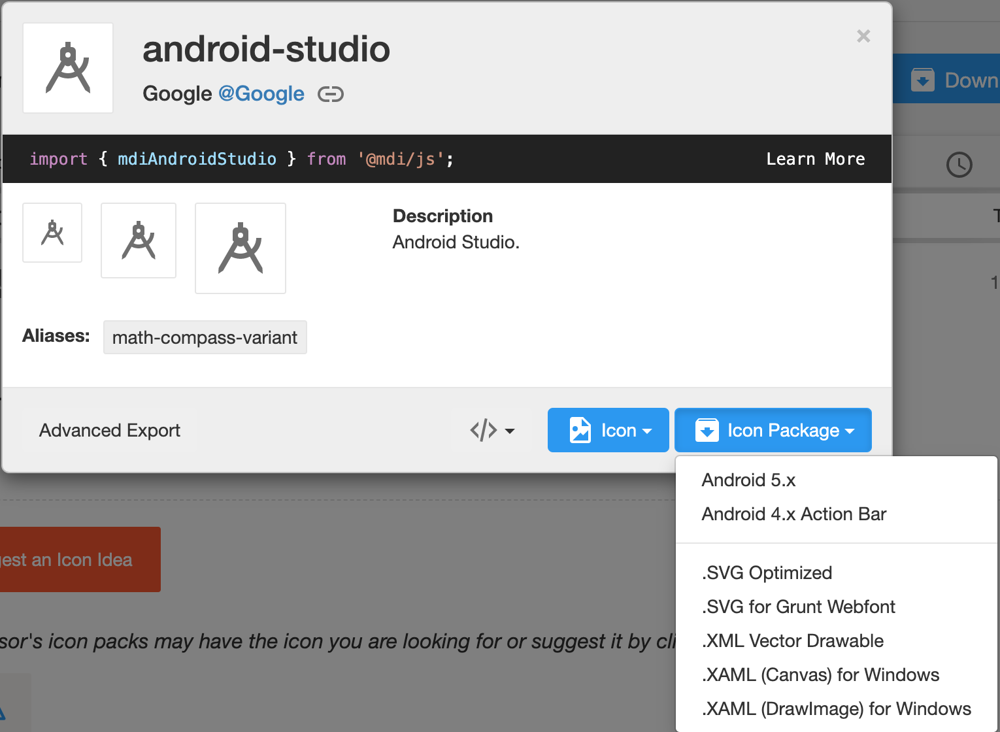 android-studio
Google @Google
import { mdiAndroidStudio } from '@mdi/js';
Learn More
Description
Android Studio.
Aliases: math-compass-variant
Advanced Export
Icon
Icon Package
Android 5.x
Android 4.x Action Bar
.SVG Optimized
.SVG for Grunt Webfont
.XML Vector Drawable
.XAML (Canvas) for Windows
.XAML (DrawImage) for Windows
Down
T
1
gest an Icon Idea
sor's icon packs may have the icon you are looking for or suggest it by cli